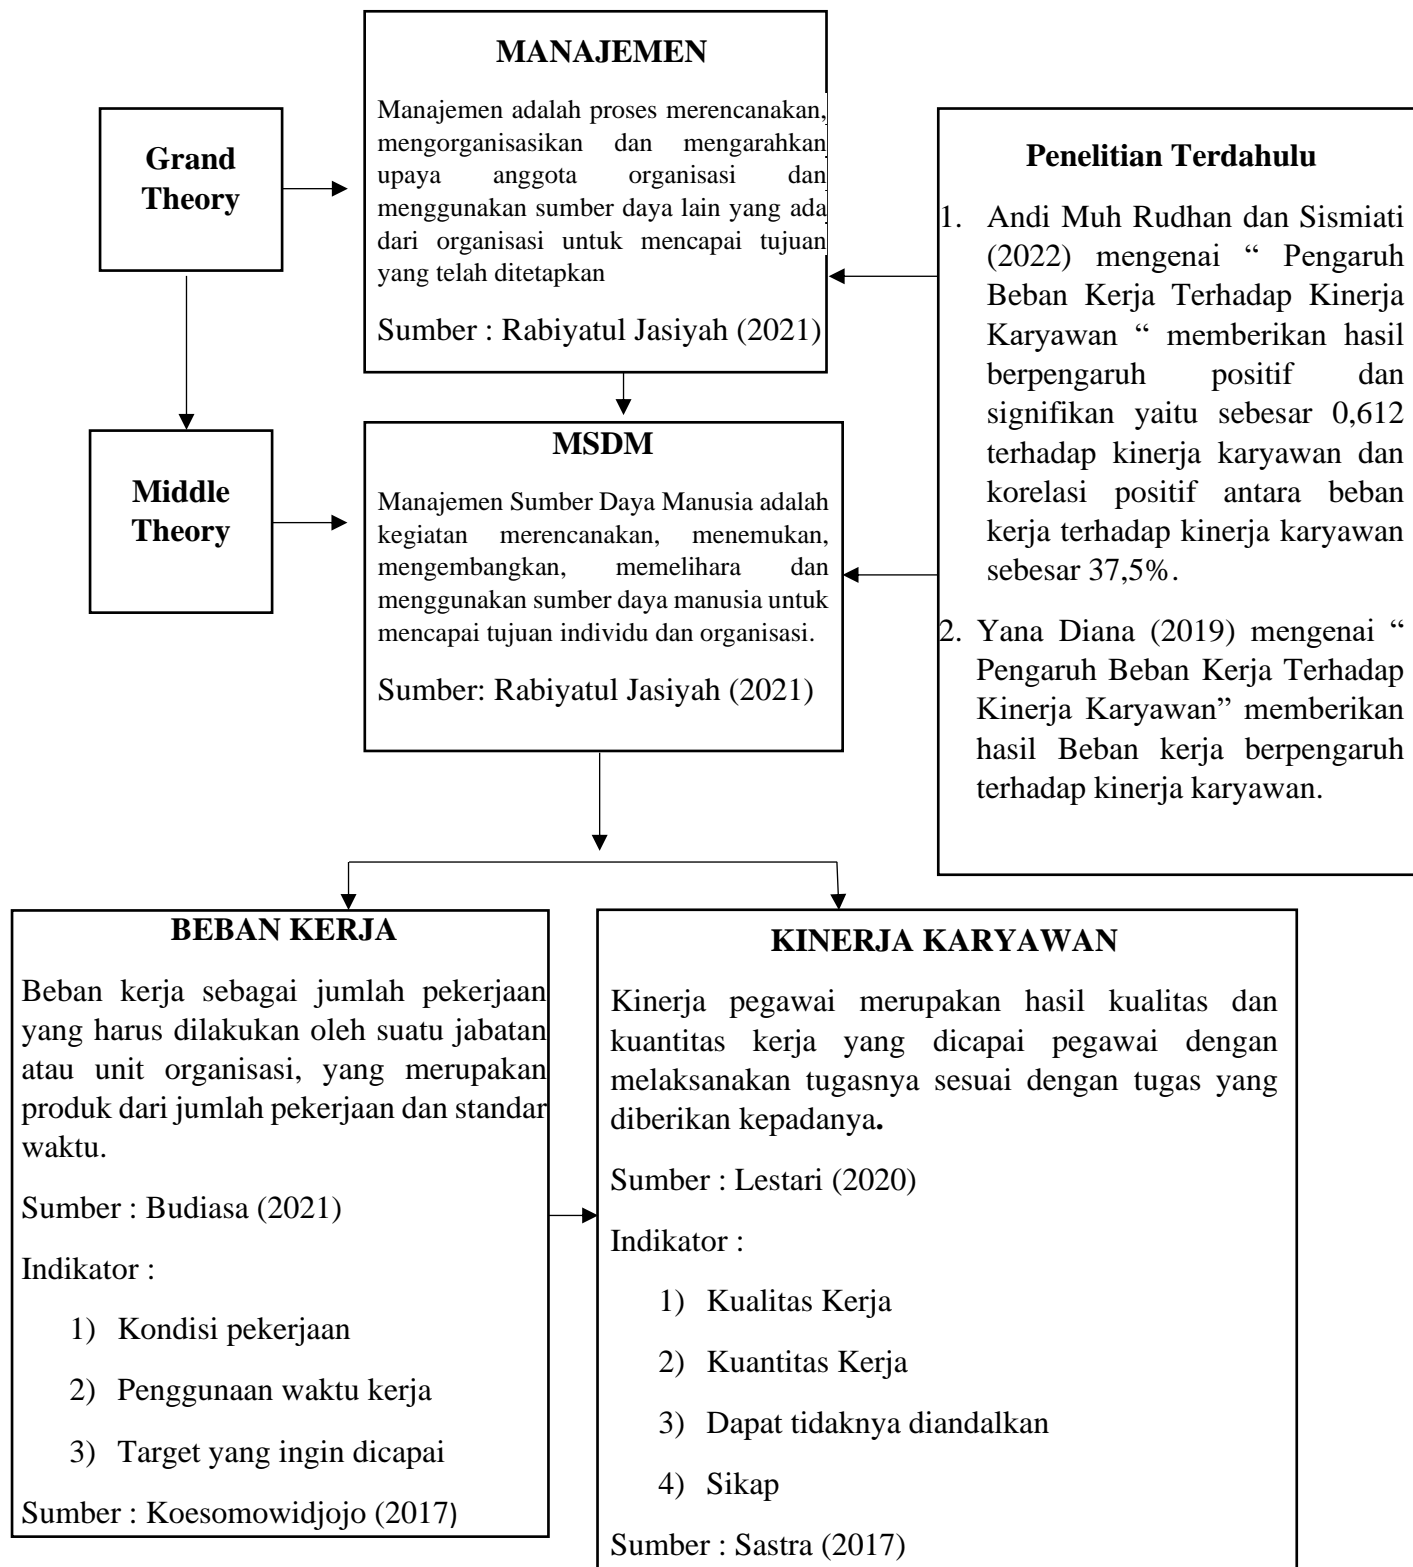 MANAJEMEN
Manajemen adalah proses merencanakan,
mengorganisasikan dan mengarahkan
upaya anggota organisasi dan
menggunakan sumber daya lain yang ada
dari organisasi untuk mencapai tujuan
yang telah ditetapkan
Sumber : Rabiyatul Jasiyah (2021)
Grand
Theory
Penelitian Terdahulu
1. Andi Muh Rudhan dan Sismiati
(2022) mengenai “ Pengaruh
Beban Kerja Terhadap Kinerja
Karyawan “ memberikan hasil
berpengaruh positif dan
signifikan yaitu sebesar 0,612
terhadap kinerja karyawan dan
korelasi positif antara beban
kerja terhadap kinerja karyawan
sebesar 37,5%.
2. Yana Diana (2019) mengenai “
Pengaruh Beban Kerja Terhadap
Kinerja Karyawan” memberikan
hasil Beban kerja berpengaruh
terhadap kinerja karyawan.
Middle
Theory
MSDM
Manajemen Sumber Daya Manusia adalah
kegiatan merencanakan, menemukan,
mengembangkan, memelihara dan
menggunakan sumber daya manusia untuk
mencapai tujuan individu dan organisasi.
Sumber: Rabiyatul Jasiyah (2021)
BEBAN KERJA
Beban kerja sebagai jumlah pekerjaan
yang harus dilakukan oleh suatu jabatan
atau unit organisasi, yang merupakan
produk dari jumlah pekerjaan dan standar
waktu.
Sumber : Budiasa (2021)
Indikator :
1) Kondisi pekerjaan
2) Penggunaan waktu kerja
3) Target yang ingin dicapai
Sumber : Koesomowidjojo (2017)
KINERJA KARYAWAN
Kinerja pegawai merupakan hasil kualitas dan
kuantitas kerja yang dicapai pegawai dengan
melaksanakan tugasnya sesuai dengan tugas yang
diberikan kepadanya.
Sumber : Lestari (2020)
Indikator :
1) Kualitas Kerja
2) Kuantitas Kerja
3) Dapat tidaknya diandalkan
4) Sikap
Sumber : Sastra (2017)